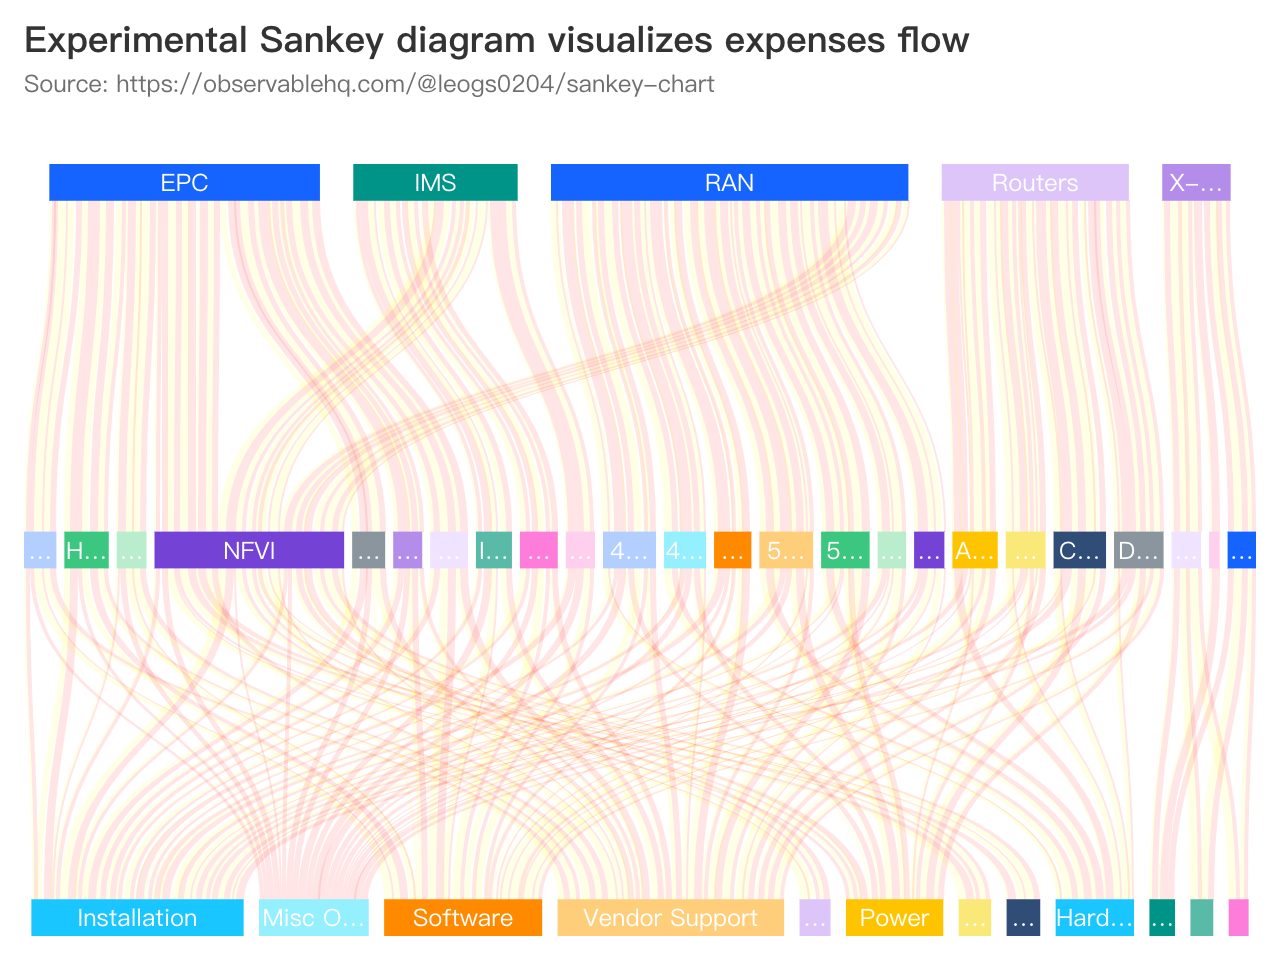 Experimental Sankey diagram visualizes expenses flow
Source: https://observablehq.com/@leogs0204/sankey-chart
EPC IMS RAN Routers X-...
... H... ... NFVI ... ... ... I... ... ... 4... 4... ... 5... 5... ... ... A... ... C... D... ... ...
Installation Misc O... Software Vendor Support ... Power ... ... Hard... ...